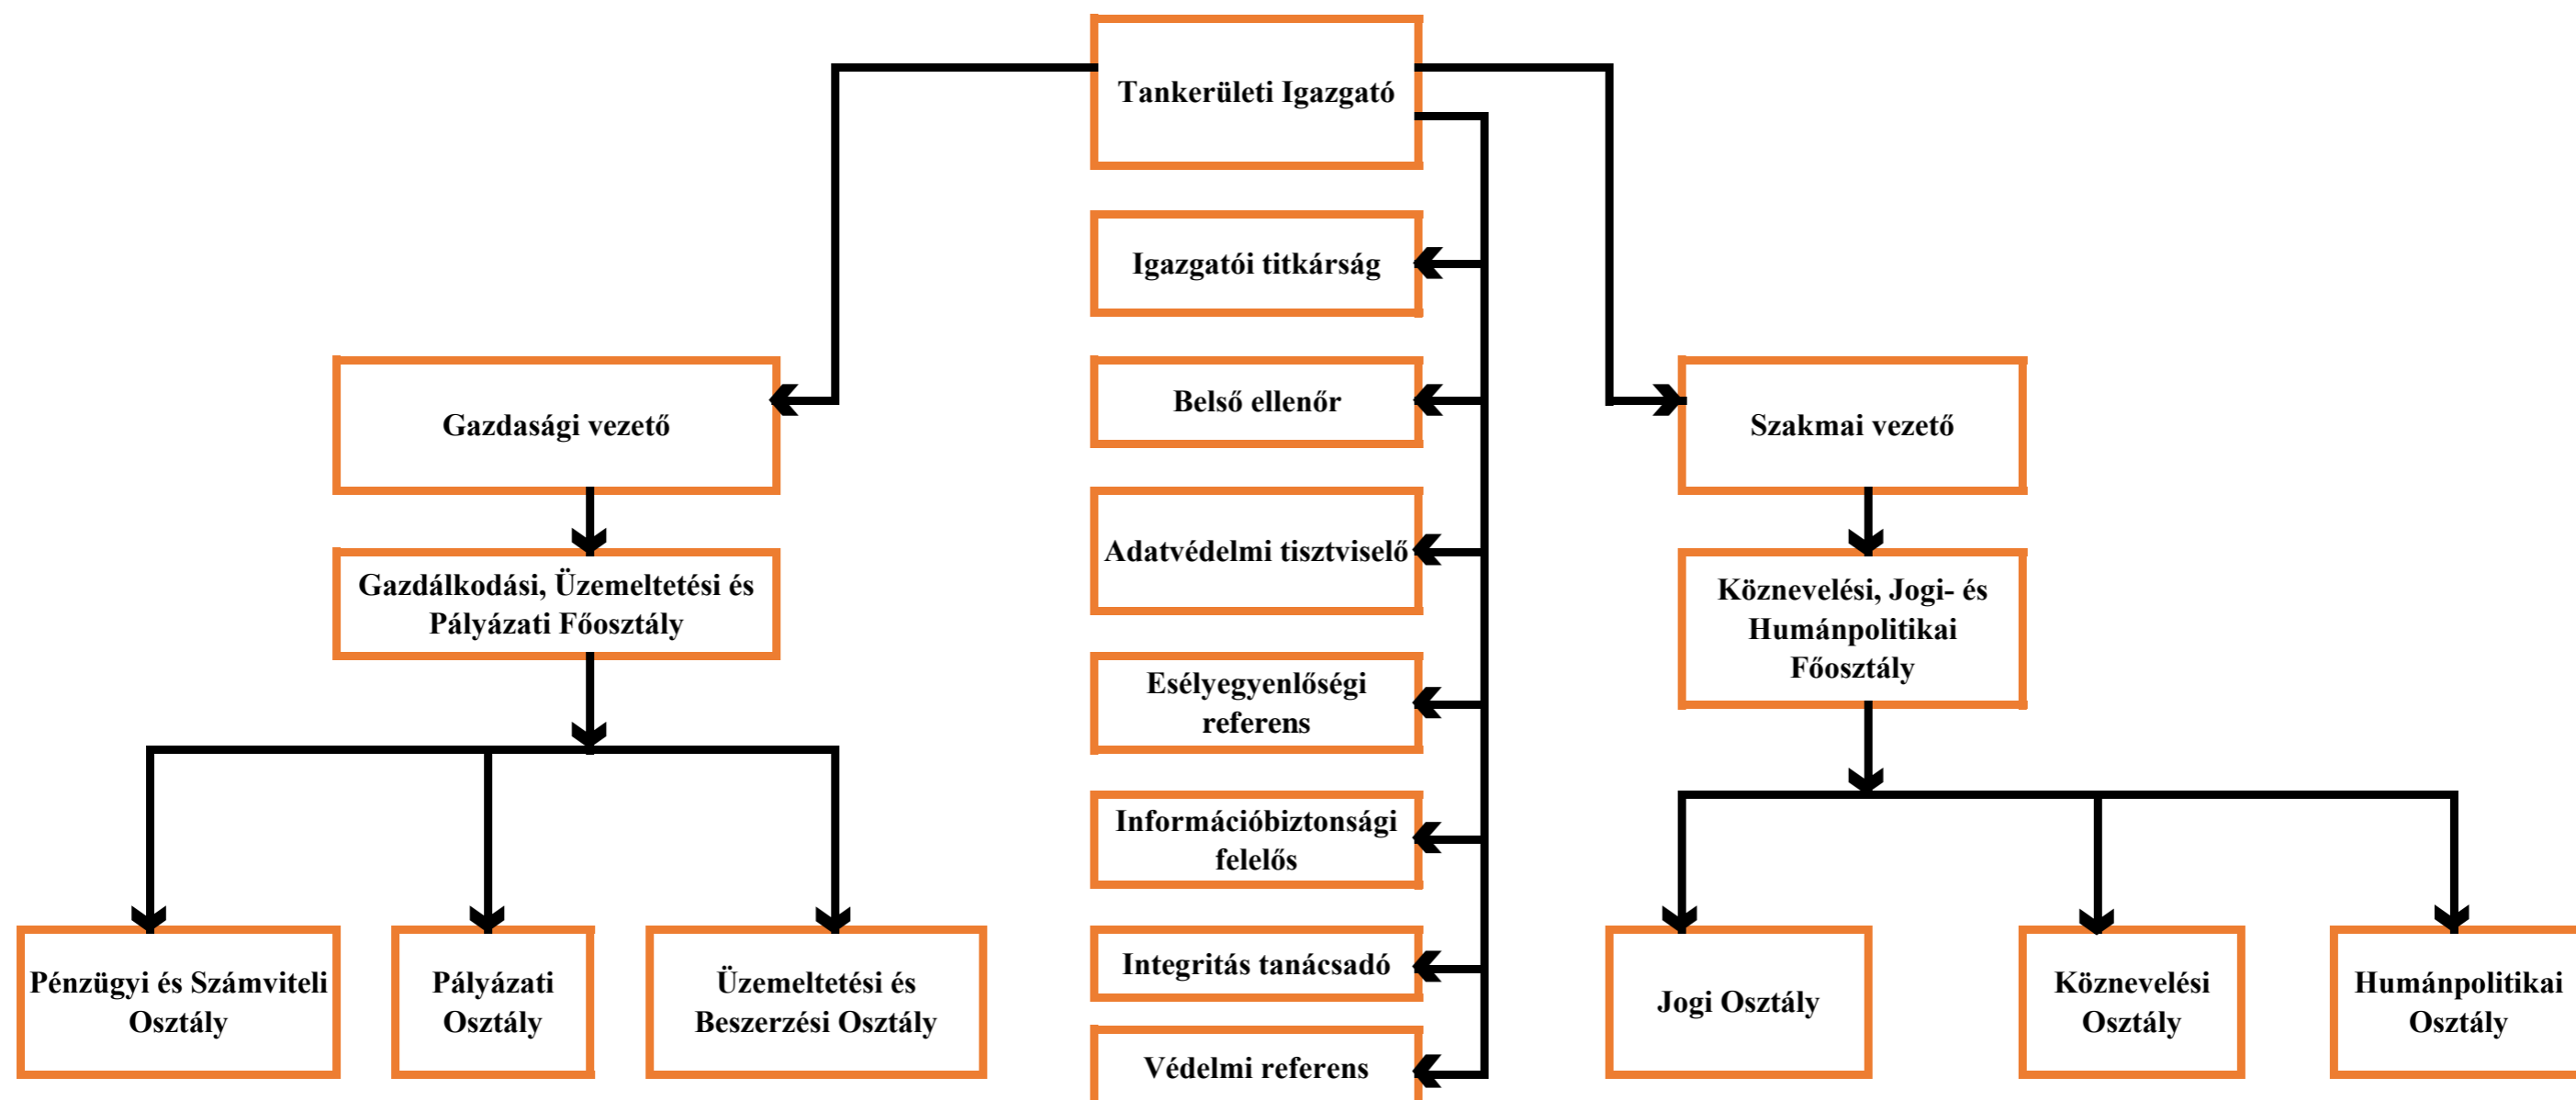 Tankerületi Igazgató
Igazgatói titkárság
Belső ellenőr
Gazdasági vezető
Szakmai vezető
Adatvédelmi tisztviselő
Gazdálkodási, Üzemeltetési és
Pályázati Főosztály
Köznevelési, Jogi- és
Humánpolitikai
Főosztály
Esélyegyenlőségi
referens
Információbiztonsági
felelős
Integritás tanácsadó
Pénzügyi és Számviteli
Osztály
Pályázati
Osztály
Üzemeltetési és
Beszerzési Osztály
Védelmi referens
Jogi Osztály
Köznevelési
Osztály
Humánpolitikai
Osztály